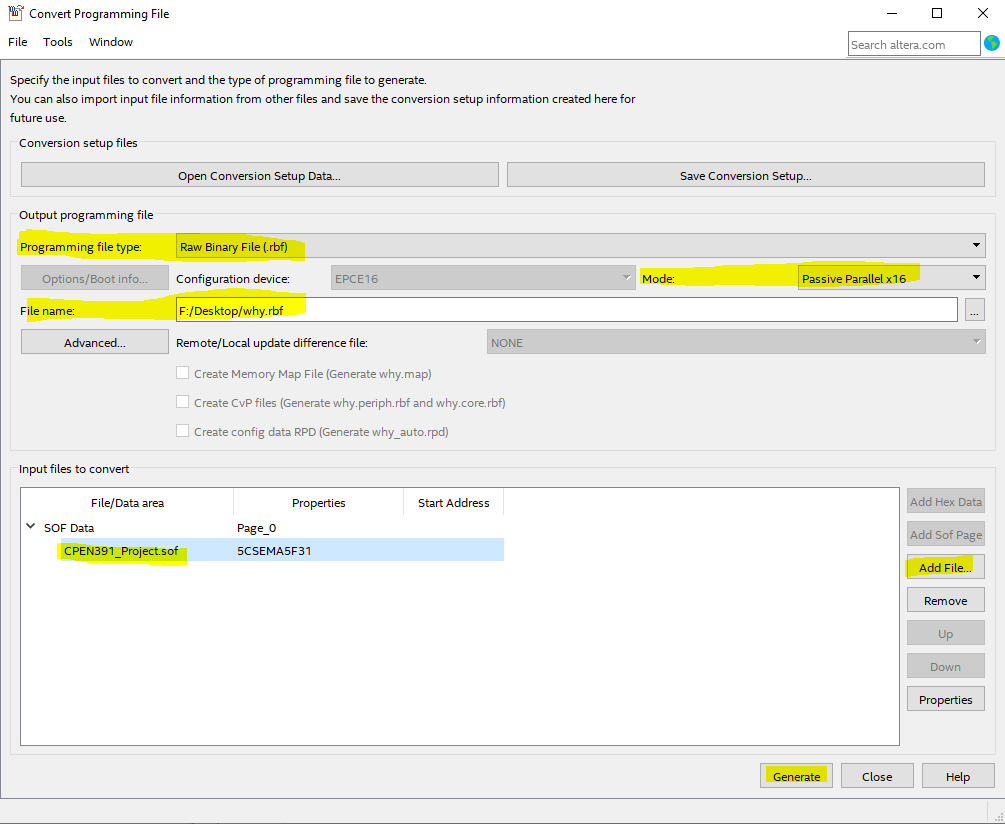 Convert Programming File
File Tools Window
Search altera.com
Specify the input files to convert and the type of programming file to generate.
You can also import input file information from other files and save the conversion setup information created here for
future use.
Conversion setup files
Open Conversion Setup Data...
Save Conversion Setup...
Output programming file
Programming file type: Raw Binary File (.rbf)
Options/Boot info... Configuration device: EPCE16 Mode: Passive Parallel x16
File name: F:/Desktop/why.rbf ...
Advanced... Remote/Local update difference file: NONE
Create Memory Map File (Generate why.map)
Create CvP files (Generate why.periph.rbf and why.core.rbf)
Create config data RPD (Generate why_auto.rpd)
Input files to convert
File/Data area Properties Start Address
SOF Data Page_0
CPEN391_Project.sof 5CSEMA5F31
Add Hex Data
Add Sof Page
Add File...
Remove
Up
Down
Properties
Generate Close Help